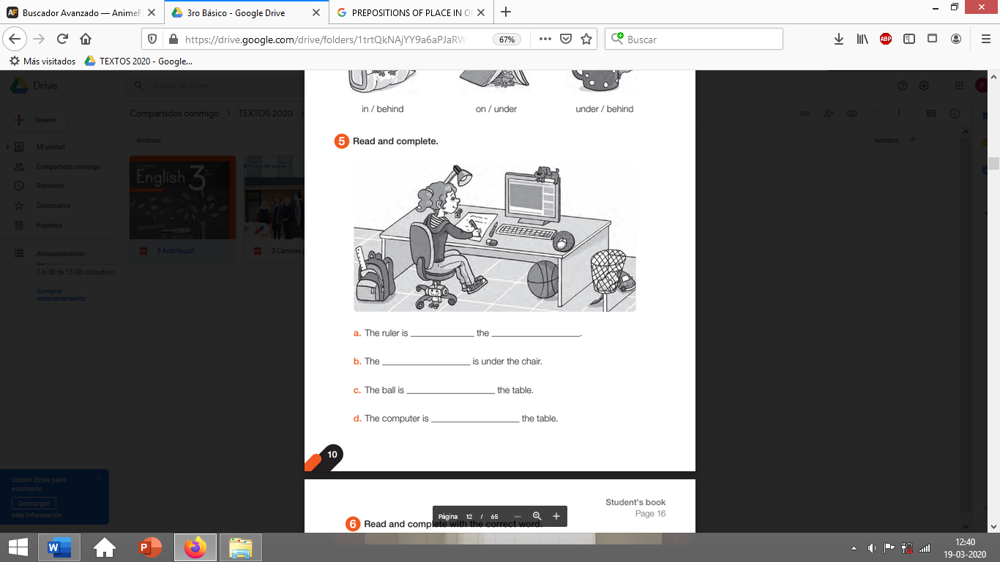 Buscador Avanzado — AnimeF
3ro Básico - Google Drive
PREPOSITIONS OF PLACE IN O
https://drive.google.com/drive/folders/1trtQkNAjYY9a6aPJaRW
67%
Buscar
Más visitados
TEXTOS 2020 - Google...
Drive
Buscar en Drive
Nuevo
Compartidos conmigo > TEXTOS 2020 >
Archivos
Nombre
Mi unidad
Compartidos conmigo
Recientes
Destacados
Papelera
Almacenamiento
1.6 GB de 15 GB utilizado(s)
Comprar
almacenamiento
English 3
Welcome
3 Activity.pdf
3 Láminas.p
in / behind
on / under
under / behind
5 Read and complete.
a. The ruler is _____________ the __________________.
b. The __________________ is under the chair.
c. The ball is __________________ the table.
d. The computer is __________________ the table.
10
Student's book
Page 16
6 Read and complete with the correct word.
Página 12 / 65
Obtén Drive para
escritorio
Descargar
Más información
12:40
19-03-2020